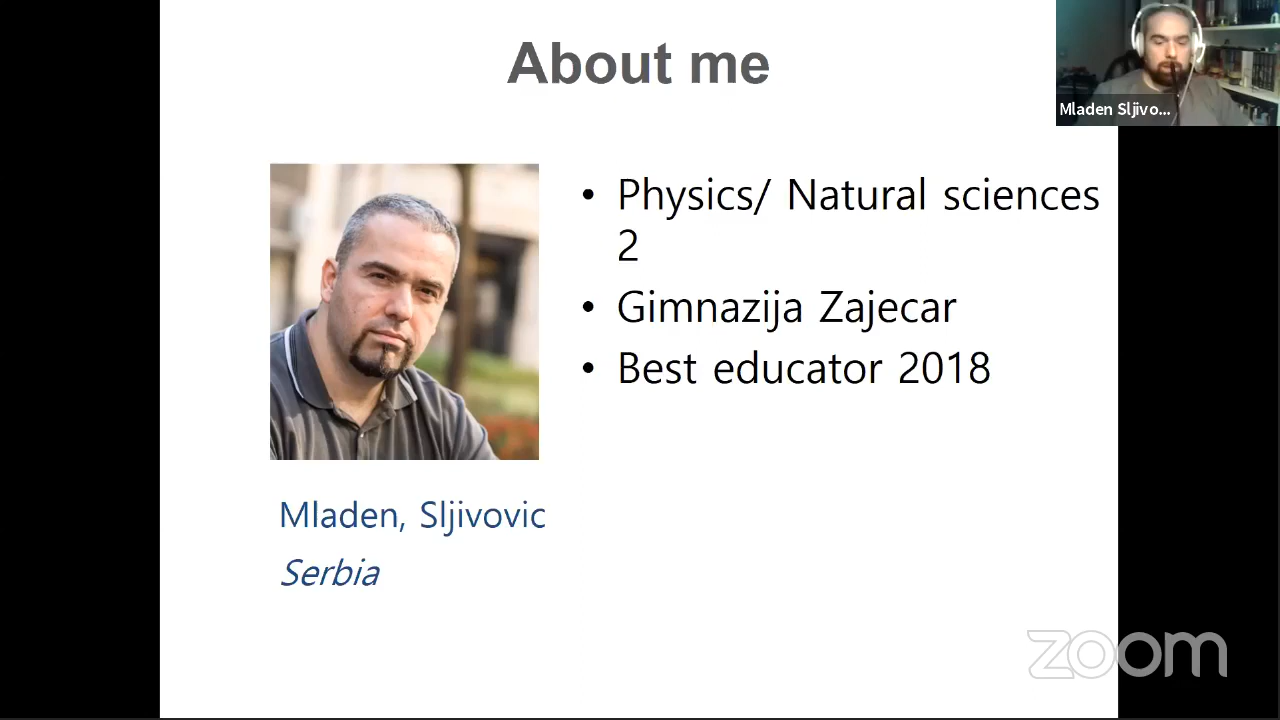 About me
Mladen Sljivo...
• Physics/ Natural sciences
2
• Gimnazija Zajecar
• Best educator 2018
Mladen, Sljivovic
Serbia
zoom